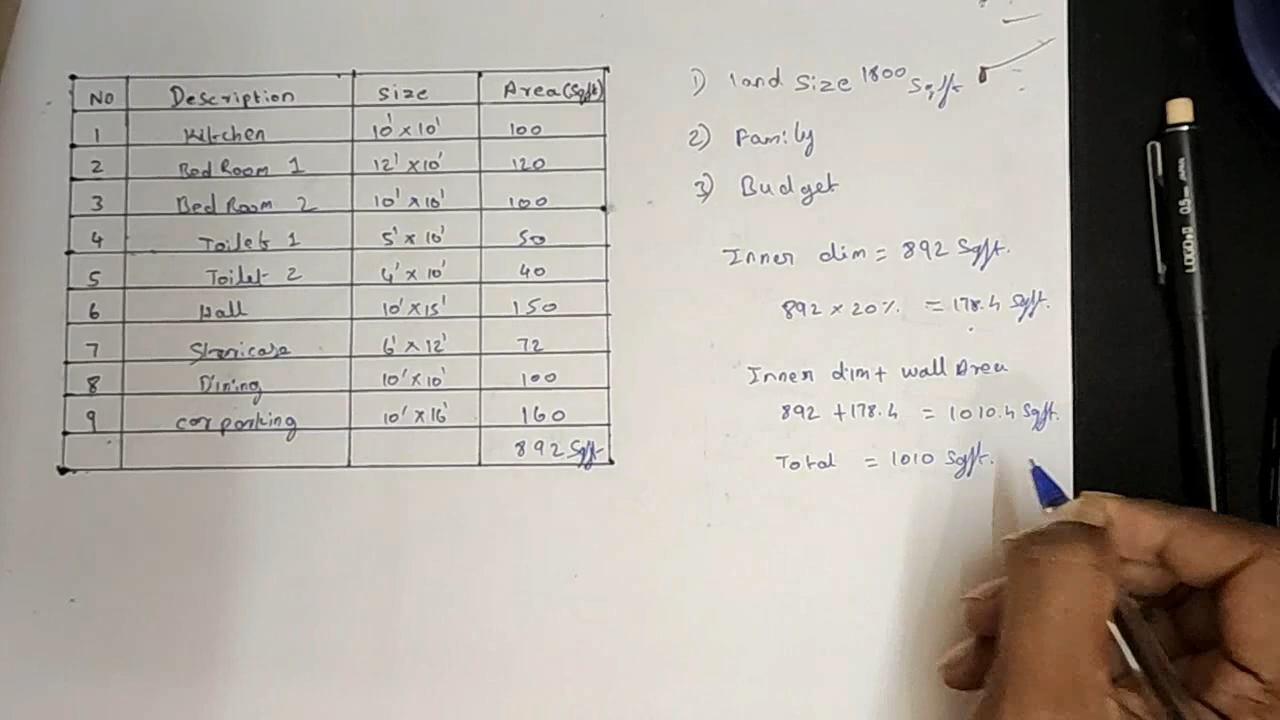 NO Description Size Area(Sqft)
1 Kitchen 10' x 10' 100
2 Bed Room 1 12' x 10' 120
3 Bed Room 2 10' x 10' 100
4 Toilet 1 5' x 10' 50
5 Toilet 2 4' x 10' 40
6 Hall 10' x 15' 150
7 Stairicase 6' x 12' 72
8 Dining 10' x 10' 100
9 car parking 10' x 16' 160
892 Sqft
1) land Size 1800 Sqft
2) Family
3) Budget
Inner dim = 892 Sqft.
892 x 20% = 178.4 Sqft.
Inner dim + wall Area
892 + 178.4 = 1010.4 Sqft.
Total = 1010 Sqft.
0.5